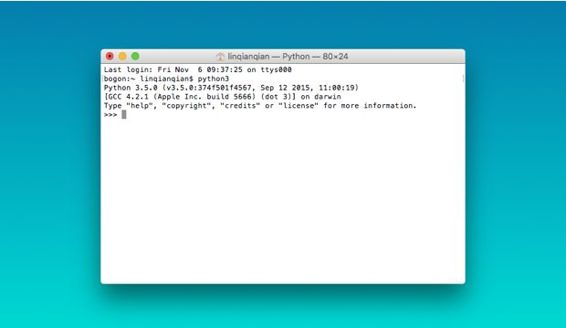 linqianqian — Python — 80×24
Last login: Fri Nov  6 09:37:25 on ttys000
bogon:~ linqianqian$ python3
Python 3.5.0 (v3.5.0:374f501f4567, Sep 12 2015, 11:00:19)
[GCC 4.2.1 (Apple Inc. build 5666) (dot 3)] on darwin
Type "help", "copyright", "credits" or "license" for more information.
>>>